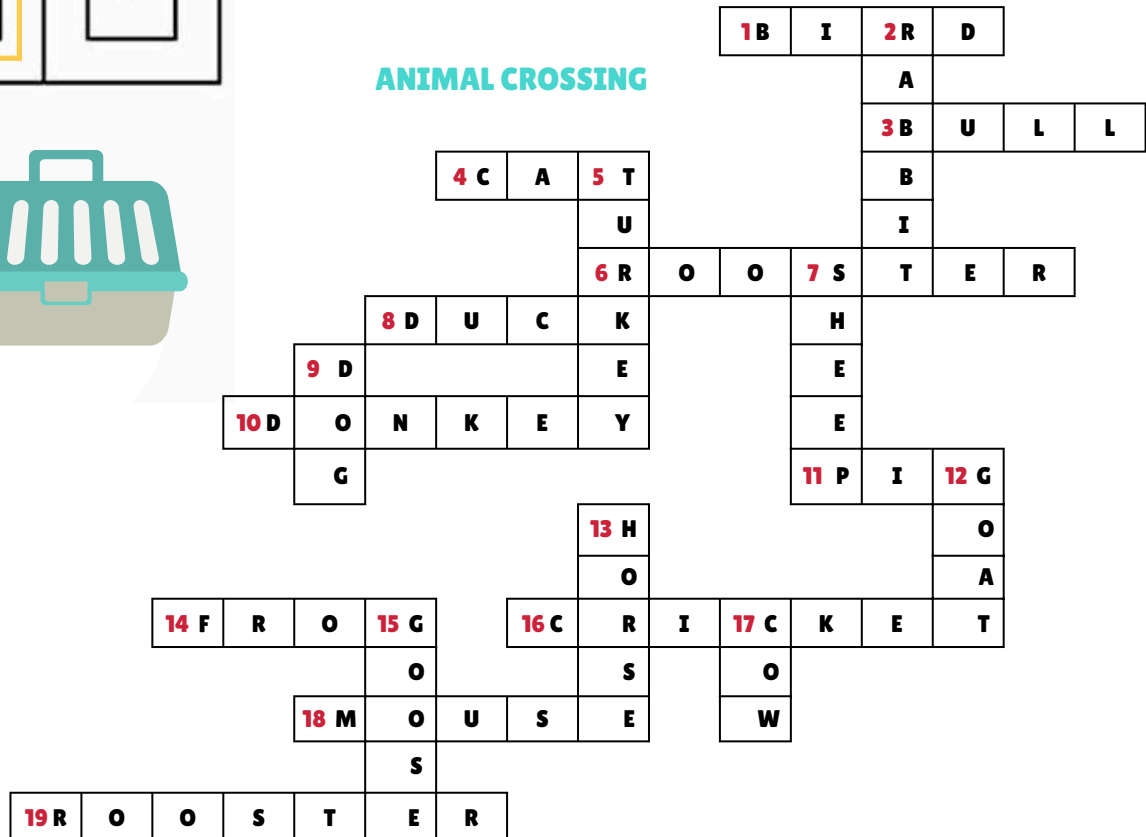 1 B I 2 R D
ANIMAL CROSSING
A
3 B U L L
4 C A 5 T B
U I
6 R O O 7 S T E R
8 D U C K H
9 D E E
10 D O N K E Y E
G 11 P I 12 G
13 H O
O A
14 F R O 15 G 16 C R I 17 C K E T
O S O
18 M O U S E W
S
19 R O O S T E R